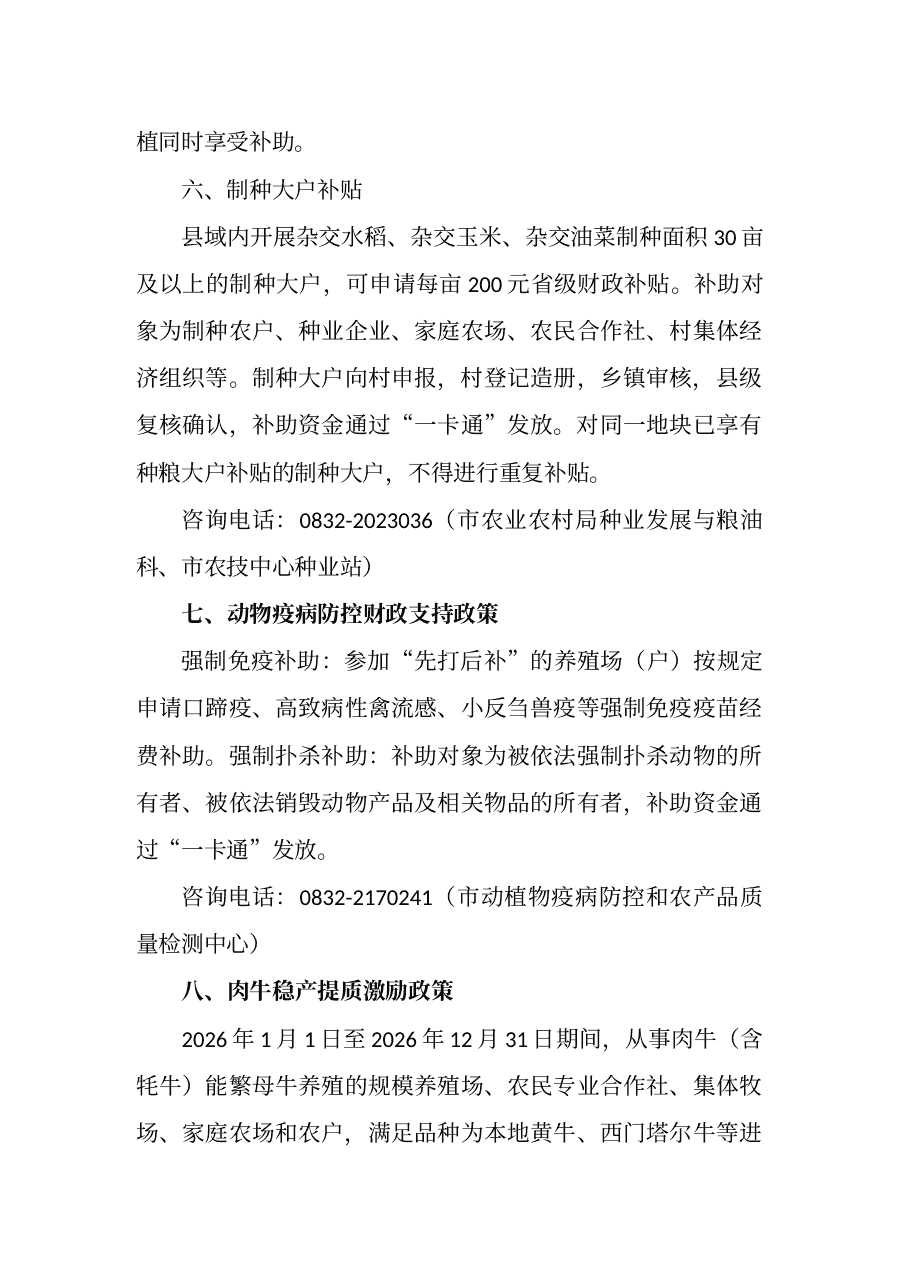 植同时享受补助。
六、制种大户补贴
县域内开展杂交水稻、杂交玉米、杂交油菜制种面积 30 亩
及以上的制种大户，可申请每亩 200 元省级财政补贴。补助对
象为制种农户、种业企业、家庭农场、农民合作社、村集体经
济组织等。制种大户向村申报，村登记造册，乡镇审核，县级
复核确认，补助资金通过“一卡通”发放。对同一地块已享有
种粮大户补贴的制种大户，不得进行重复补贴。
咨询电话：0832-2023036（市农业农村局种业发展与粮油
科、市农技中心种业站）
七、动物疫病防控财政支持政策
强制免疫补助：参加“先打后补”的养殖场（户）按规定
申请口蹄疫、高致病性禽流感、小反刍兽疫等强制免疫疫苗经
费补助。强制扑杀补助：补助对象为被依法强制扑杀动物的所
有者、被依法销毁动物产品及相关物品的所有者，补助资金通
过“一卡通”发放。
咨询电话：0832-2170241（市动植物疫病防控和农产品质
量检测中心）
八、肉牛稳产提质激励政策
2026 年 1 月 1 日至 2026 年 12 月 31 日期间，从事肉牛（含
牦牛）能繁母牛养殖的规模养殖场、农民专业合作社、集体牧
场、家庭农场和农户，满足品种为本地黄牛、西门塔尔牛等进